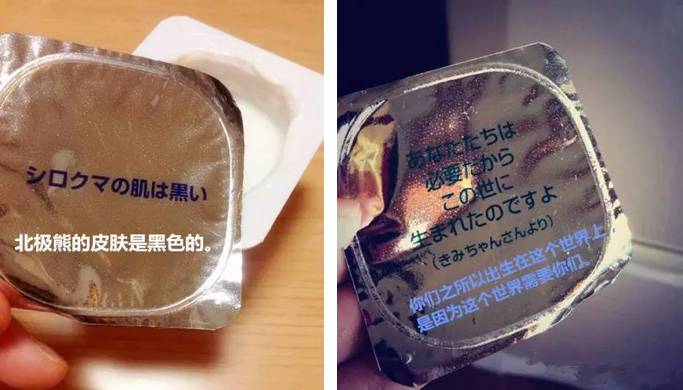 シロクマの肌は黒い
北极熊的皮肤是黑色的。
あなたたちは
必要だから
この世に
生まれたのですよ
（きみちゃんさんより）
你们之所以出生在这个世界上，
是因为这个世界需要你们。